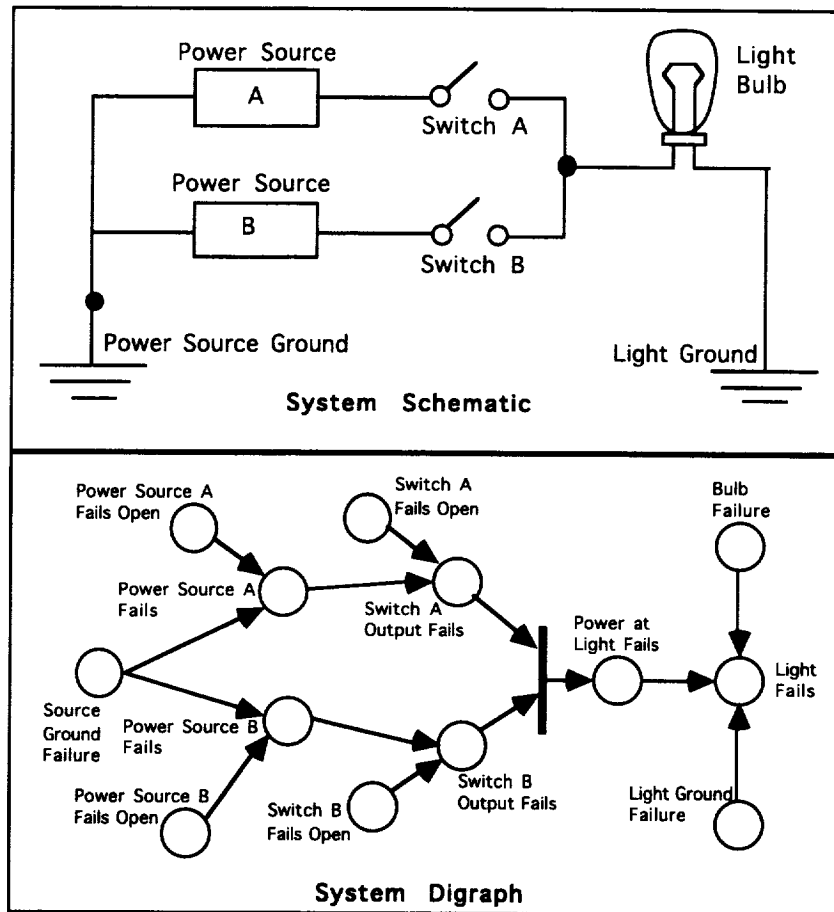 Power Source
A
Switch A
Light
Bulb
Power Source
B
Switch B
Power Source Ground
Light Ground
System Schematic
Power Source A
Fails Open
Switch A
Fails Open
Bulb
Failure
Power Source A
Fails
Switch A
Output Fails
Power at
Light Fails
Light
Fails
Source
Ground
Failure
Power Source B
Fails
Switch B
Output Fails
Power Source B
Fails Open
Switch B
Fails Open
Light Ground
Failure
System Digraph